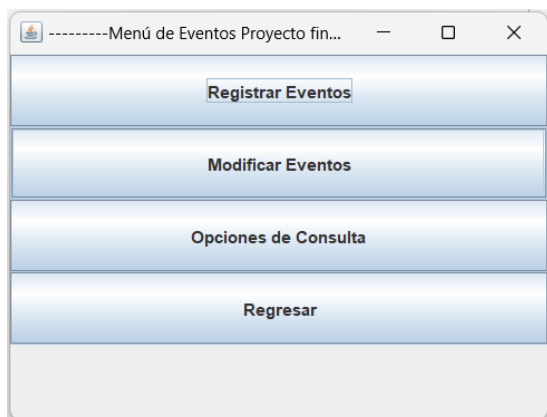 ---------Menú de Eventos Proyecto fin...
Registrar Eventos
Modificar Eventos
Opciones de Consulta
Regresar